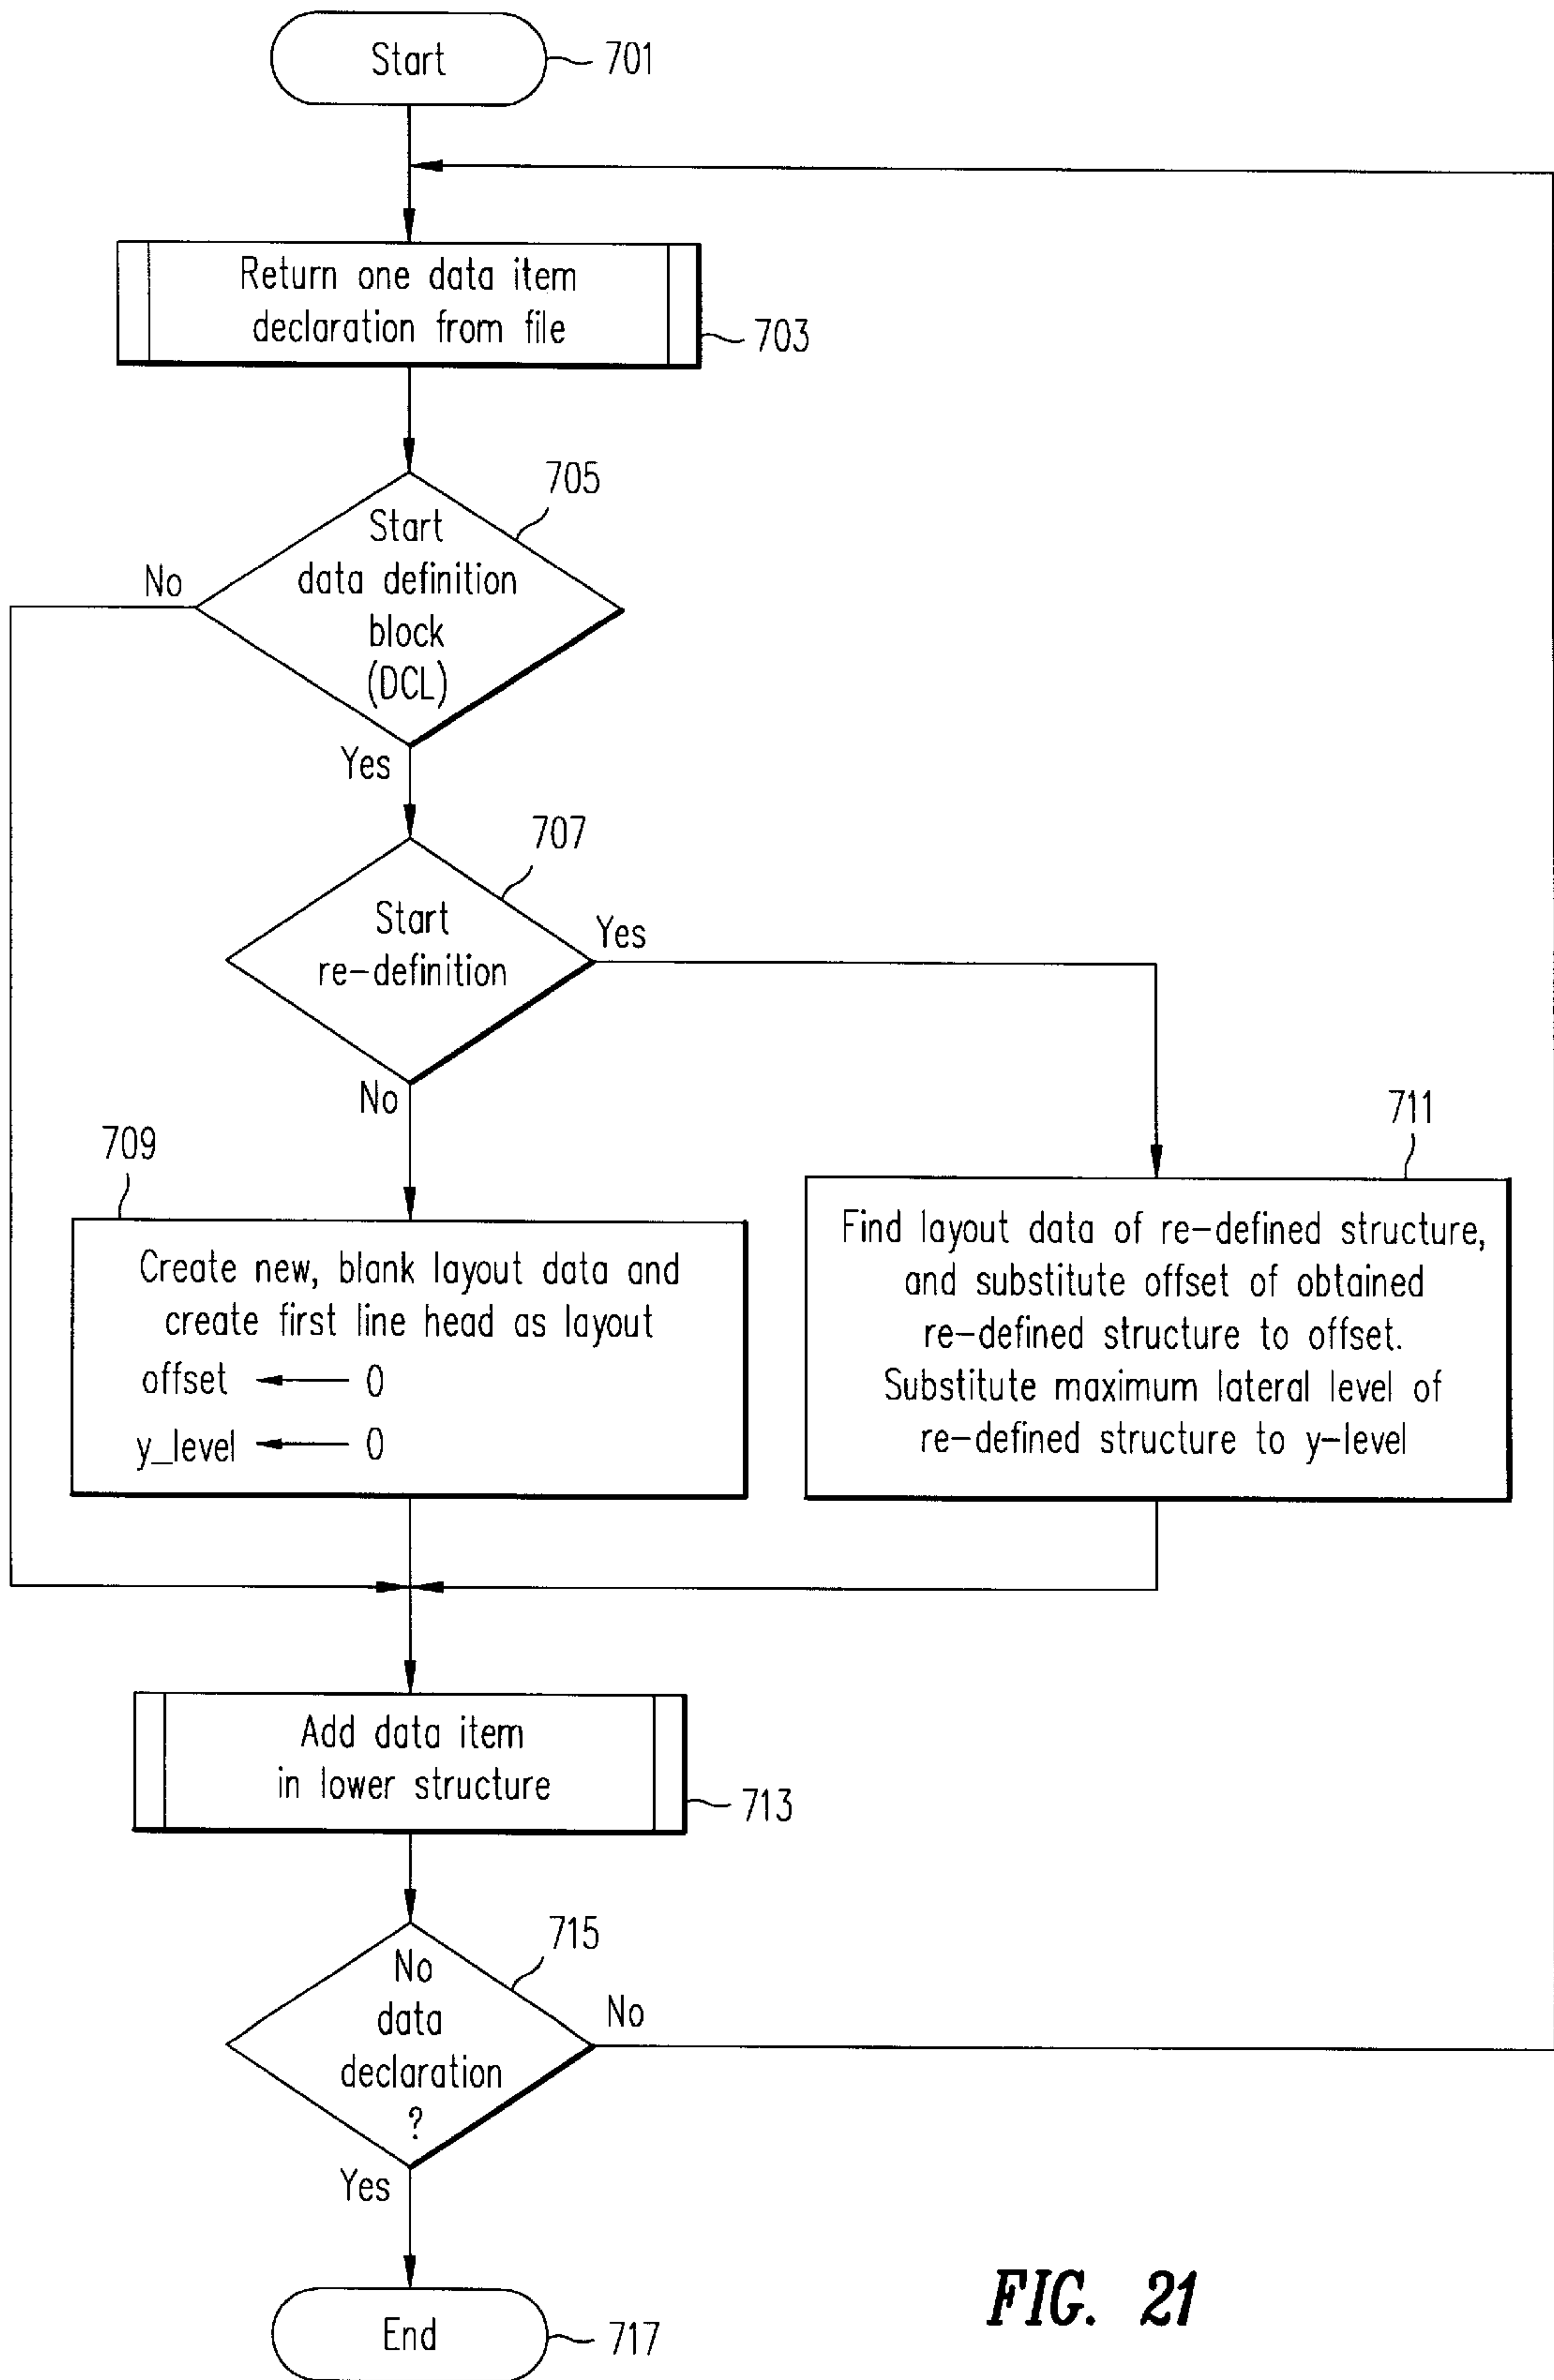 Start
701
Return one data item
declaration from file
703
705
Start
data definition
block
(DCL)
No
Yes
707
Start
re-definition
Yes
No
709
Create new, blank layout data and
create first line head as layout
offset ← 0
y_level ← 0
711
Find layout data of re-defined structure,
and substitute offset of obtained
re-defined structure to offset.
Substitute maximum lateral level of
re-defined structure to y-level
Add data item
in lower structure
713
715
No
data
declaration
?
No
Yes
End
717
FIG. 21